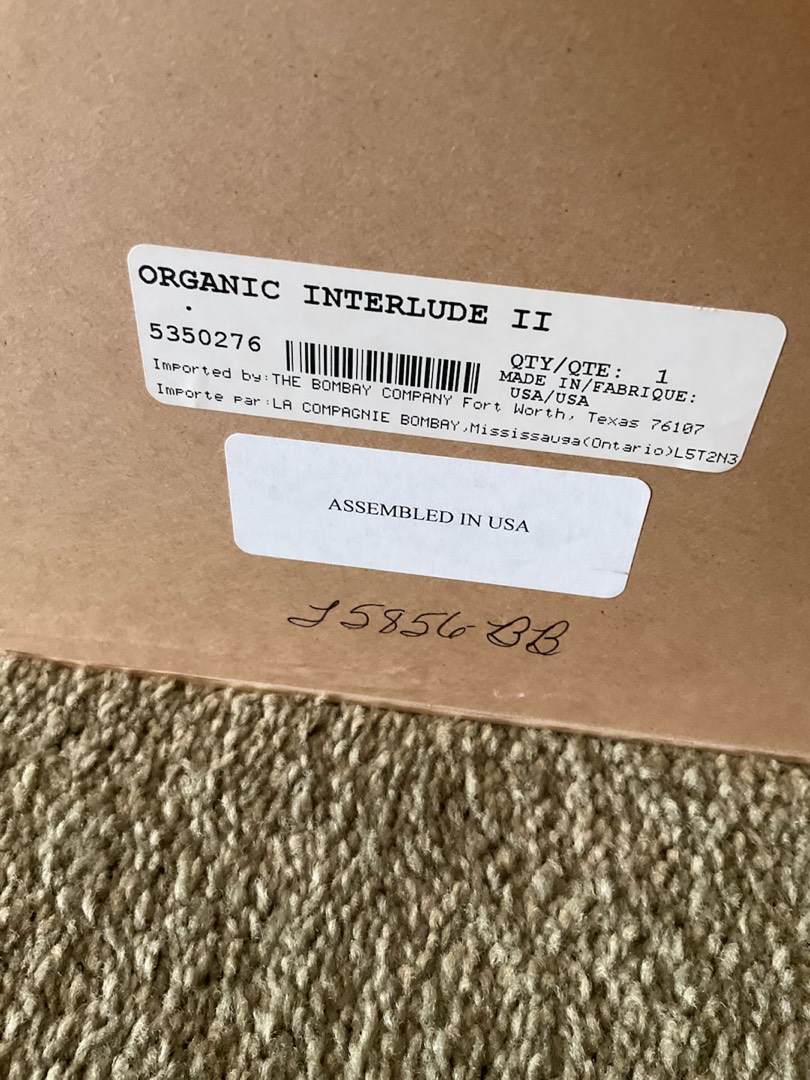 ORGANIC INTERLUDE II
5350276
QTY/QTE: 1
MADE IN/FABRIQUE:
USA/USA
Imported by:THE BOMBAY COMPANY Fort Worth, Texas 76107
Importe par:LA COMPAGNIE BOMBAY,Mississauga(Ontario)L5T2N3
ASSEMBLED IN USA
J5856-BB